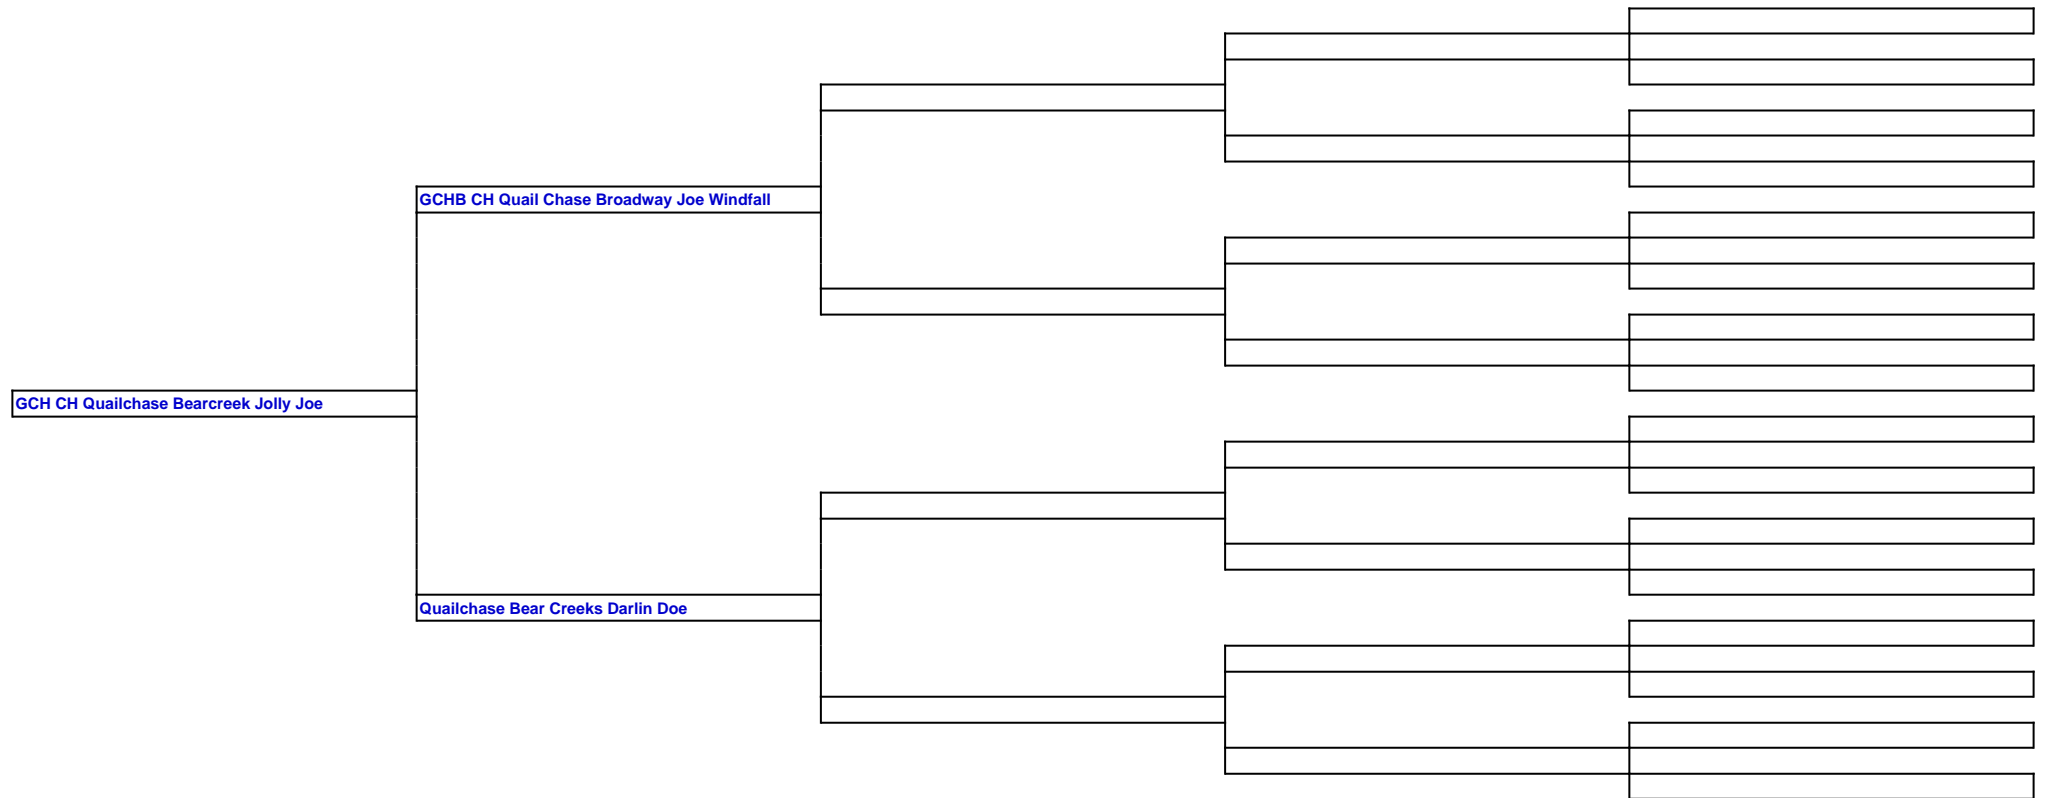 GCHB CH Quail Chase Broadway Joe Windfall
GCH CH Quailchase Bearcreek Jolly Joe
Quailchase Bear Creeks Darlin Doe